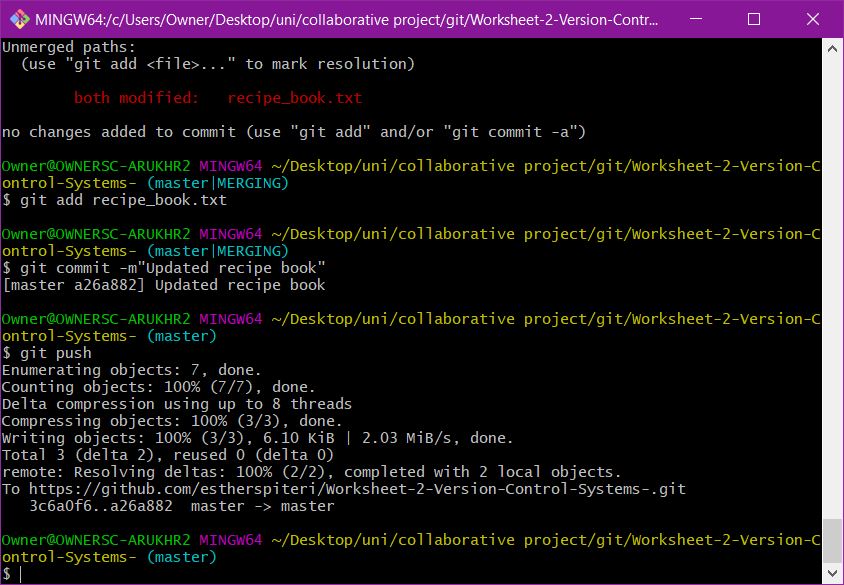 MINGW64:/c/Users/Owner/Desktop/uni/collaborative project/git/Worksheet-2-Version-Contr...
Unmerged paths:
  (use "git add <file>..." to mark resolution)
        both modified:   recipe_book.txt
no changes added to commit (use "git add" and/or "git commit -a")
Owner@OWNERSC-ARUKHR2 MINGW64 ~/Desktop/uni/collaborative project/git/Worksheet-2-Version-C
ontrol-Systems- (master|MERGING)
$ git add recipe_book.txt
Owner@OWNERSC-ARUKHR2 MINGW64 ~/Desktop/uni/collaborative project/git/Worksheet-2-Version-C
ontrol-Systems- (master|MERGING)
$ git commit -m"Updated recipe book"
[master a26a882] Updated recipe book
Owner@OWNERSC-ARUKHR2 MINGW64 ~/Desktop/uni/collaborative project/git/Worksheet-2-Version-C
ontrol-Systems- (master)
$ git push
Enumerating objects: 7, done.
Counting objects: 100% (7/7), done.
Delta compression using up to 8 threads
Compressing objects: 100% (3/3), done.
Writing objects: 100% (3/3), 6.10 KiB | 2.03 MiB/s, done.
Total 3 (delta 2), reused 0 (delta 0)
remote: Resolving deltas: 100% (2/2), completed with 2 local objects.
To https://github.com/estherspiteri/Worksheet-2-Version-Control-Systems-.git
   3c6a0f6..a26a882  master -> master
Owner@OWNERSC-ARUKHR2 MINGW64 ~/Desktop/uni/collaborative project/git/Worksheet-2-Version-C
ontrol-Systems- (master)
$